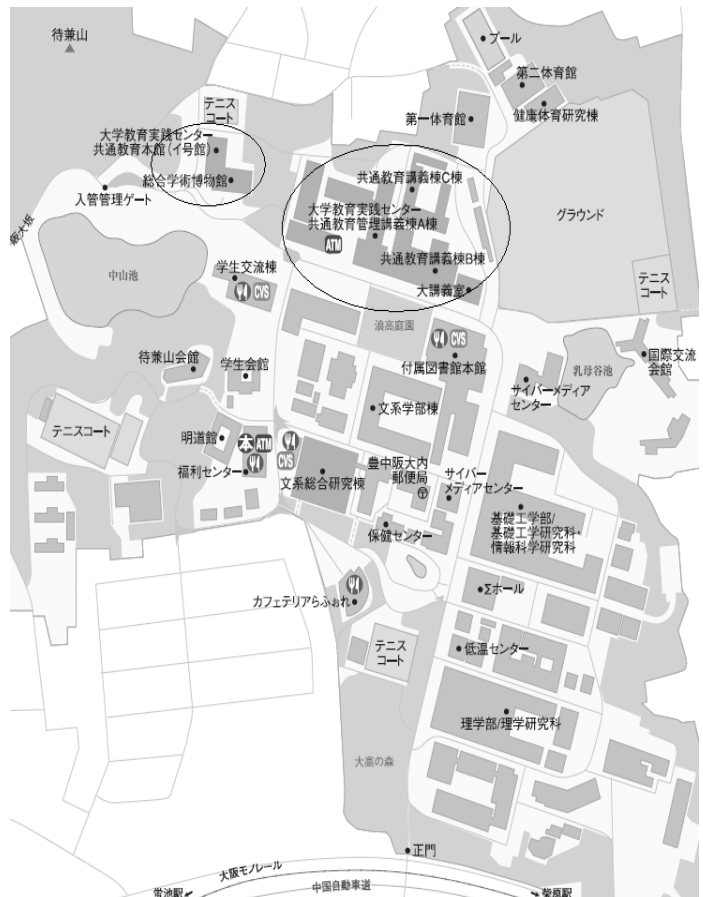 待兼山
プール
第二体育館
テニス
コート
第一体育館
健康体育研究棟
大学教育実践センター
共通教育本館(イ号館)
共通教育講義棟C棟
総合学術博物館
入管管理ゲート
大学教育実践センター
共通教育管理講義棟A棟
グラウンド
阪大坂
ATM
共通教育講義棟B棟
中山池
学生交流棟
CVS
大講義室
テニス
コート
浪高庭園
CVS
待兼山会館
学生会館
付属図書館本館
乳母谷池
国際交流
会館
サイバーメディア
センター
文系学部棟
テニスコート
明道館
本
ATM
福利センター
CVS
文系総合研究棟
豊中阪大内
郵便局
サイバー
メディアセンター
基礎工学部/
基礎工学研究科・
情報科学研究科
保健センター
カフェテリアらふぉれ
Σホール
テニス
コート
低温センター
理学部/理学研究科
大高の森
正門
大阪モノレール
中国自動車道
蛍池駅
柴原駅